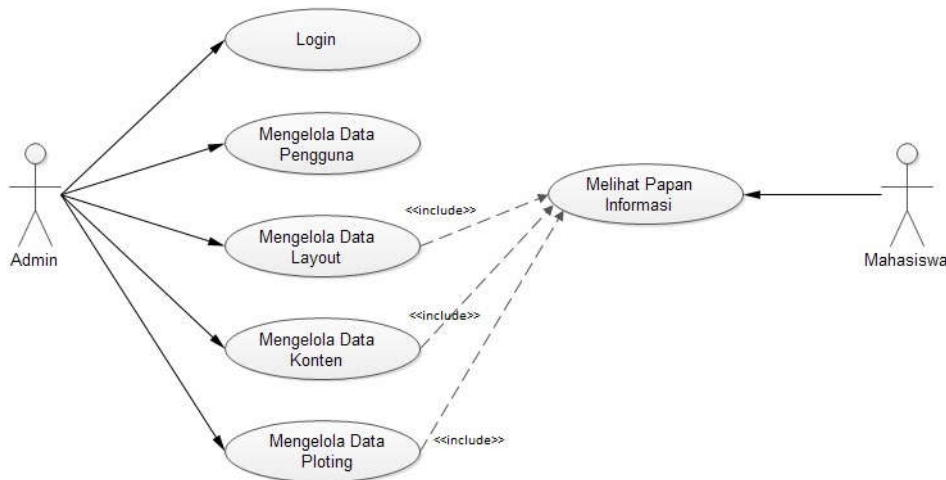 Login
Mengelola Data
Pengguna
Melihat Papan
Informasi
<<include>>
Mengelola Data
Layout
Admin
Mahasiswa
<<include>>
Mengelola Data
Konten
<<include>>
Mengelola Data
Ploting